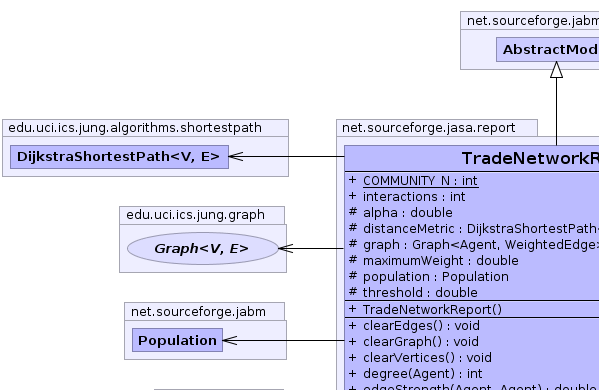 net.sourceforge.jabm
AbstractMod
edu.uci.ics.jung.algorithms.shortestpath
DijkstraShortestPath<V, E>
edu.uci.ics.jung.graph
Graph<V, E>
net.sourceforge.jabm
Population
net.sourceforge.jasa.report
TradeNetworkR
+ COMMUNITY_N : int
+ interactions : int
# alpha : double
# distanceMetric : DijkstraShortestPath<
# graph : Graph<Agent, WeightedEdge>
# maximumWeight : double
# population : Population
# threshold : double
+ TradeNetworkReport()
+ clearEdges() : void
+ clearGraph() : void
+ clearVertices() : void
+ degree(Agent) : int
+ edgeStrength(Agent, Agent) : double